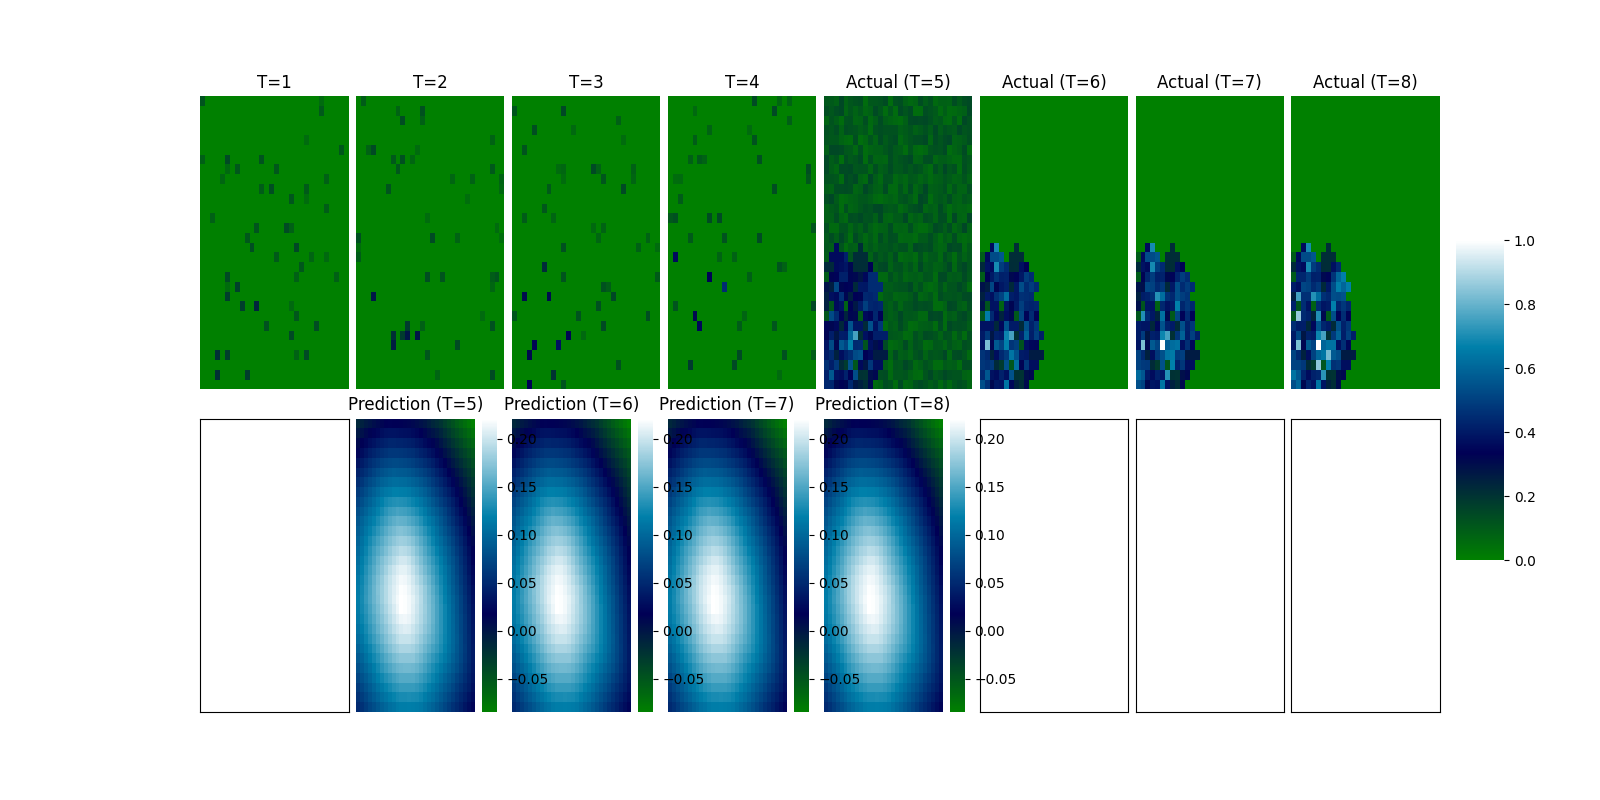 T=1
T=2
T=3
T=4
Actual (T=5)
Actual (T=6)
Actual (T=7)
Actual (T=8)
1.0
0.8
0.6
0.4
0.2
0.0
Prediction (T=5)
Prediction (T=6)
Prediction (T=7)
Prediction (T=8)
0.20
0.15
0.10
0.05
0.00
−0.05
0.20
0.15
0.10
0.05
0.00
−0.05
0.20
0.15
0.10
0.05
0.00
−0.05
0.20
0.15
0.10
0.05
0.00
−0.05